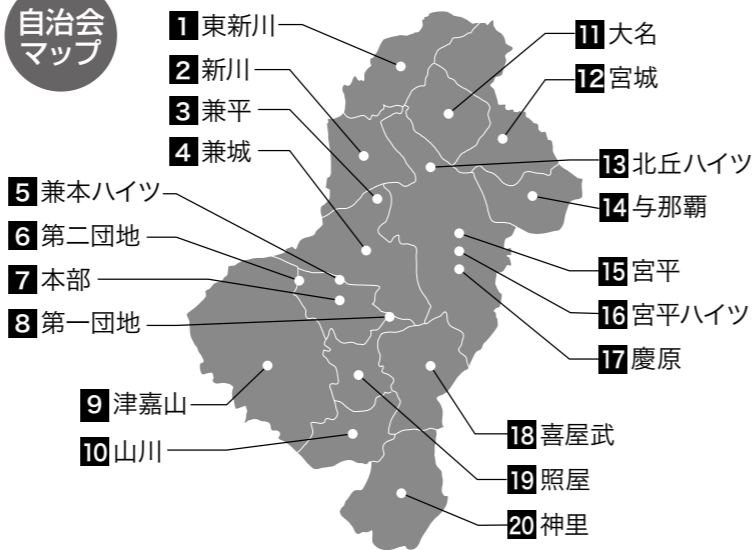 自治会
マップ
1 東新川
2 新川
3 兼平
4 兼城
5 兼本ハイツ
6 第二団地
7 本部
8 第一団地
9 津嘉山
10 山川
11 大名
12 宮城
13 北丘ハイツ
14 与那覇
15 宮平
16 宮平ハイツ
17 慶原
18 喜屋武
19 照屋
20 神里